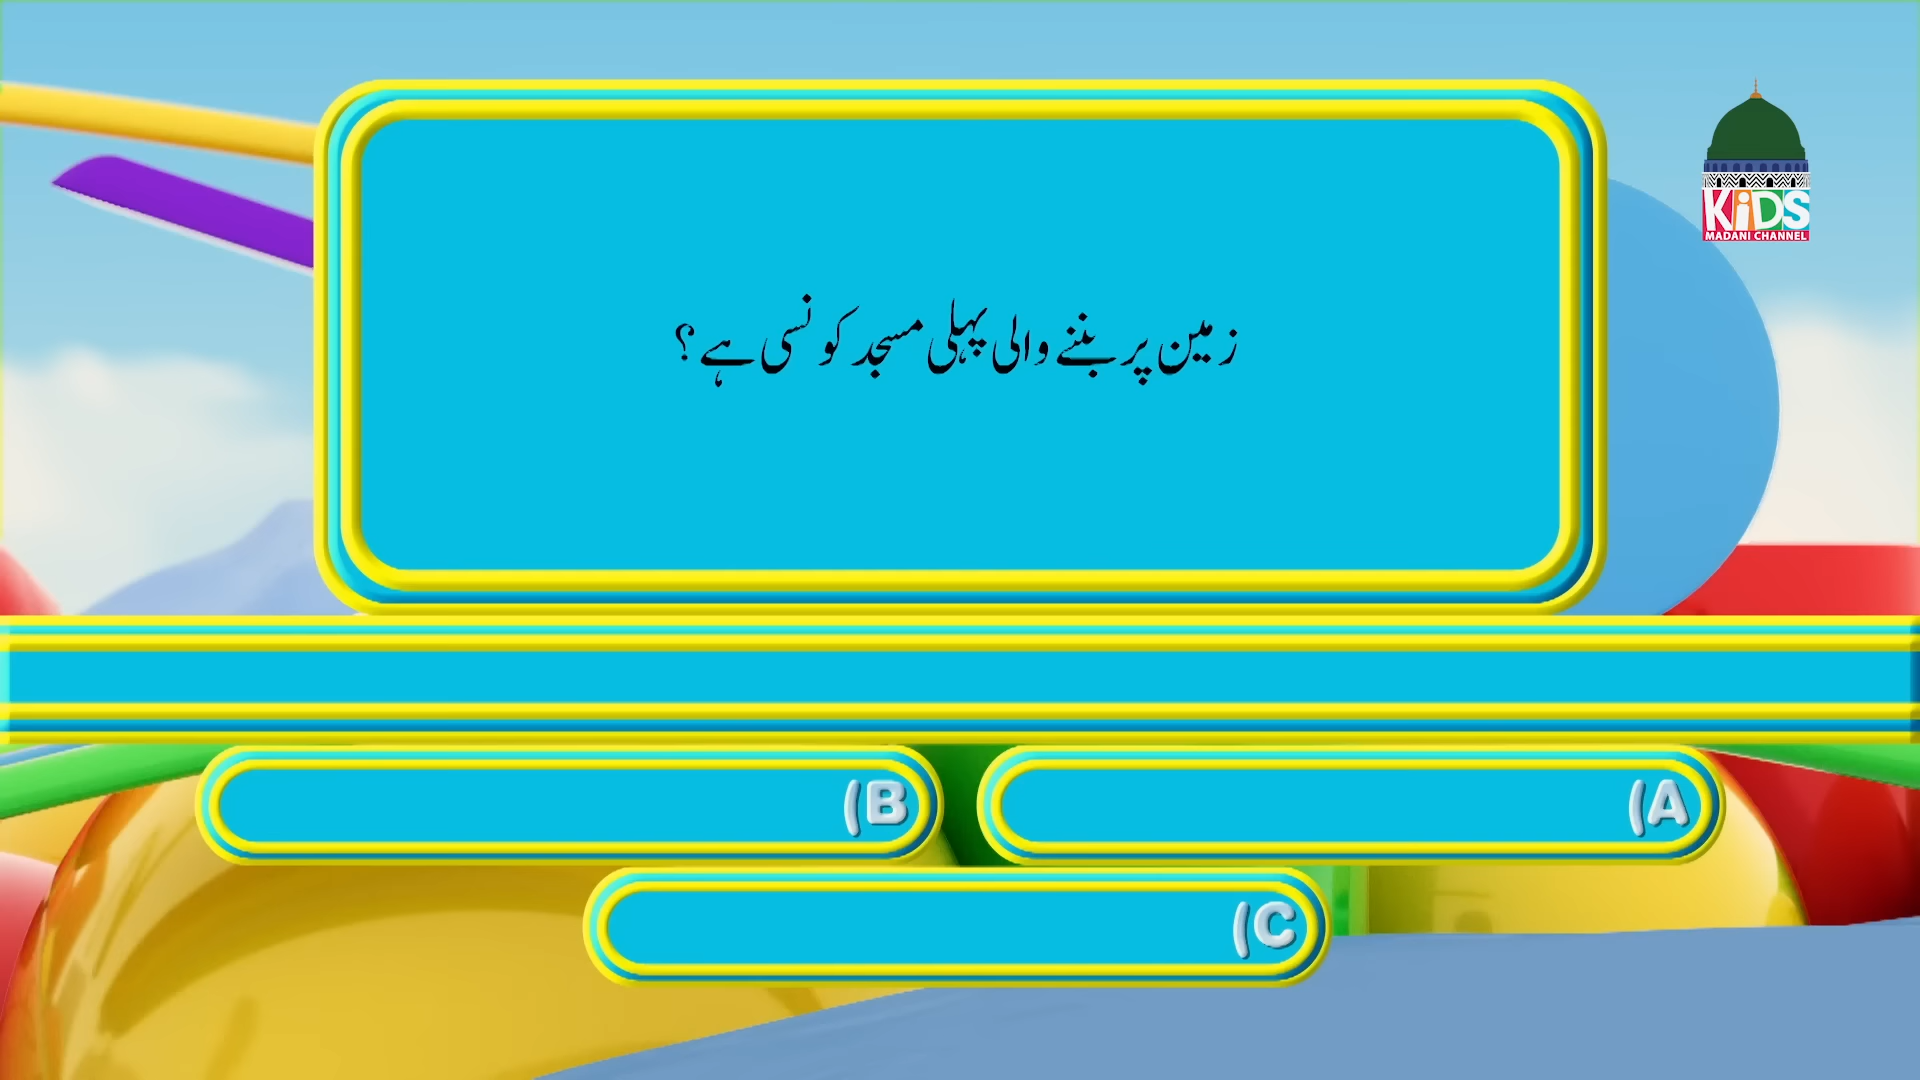 KiDS
MADANI CHANNEL
زمین پر بننے والی پہلی مسجد کونسی ہے؟
A)
B)
C)